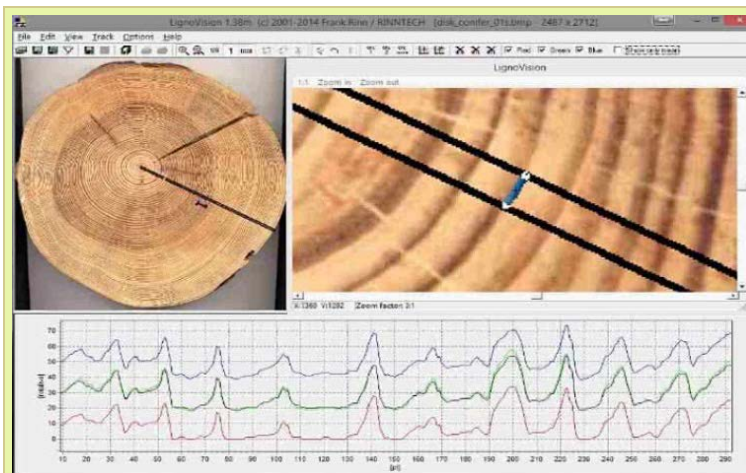 LignoVision 1.38m (c) 2001-2014 Frank Rinn / RINNTECH [disk_conifer_01s.bmp - 2487 x 2712]
File Edit View Track Options Help
1 mm Red Green Blue
LignoVision
1:1 Zoom in Zoom out
Zoom factor: 3:1
70
60
50
40
30
20
10
0
10 20 30 40 50 60 70 80 90 100 110 120 130 140 150 160 170 180 190 200 210 220 230 240 250 260 270 280 290
[pt]